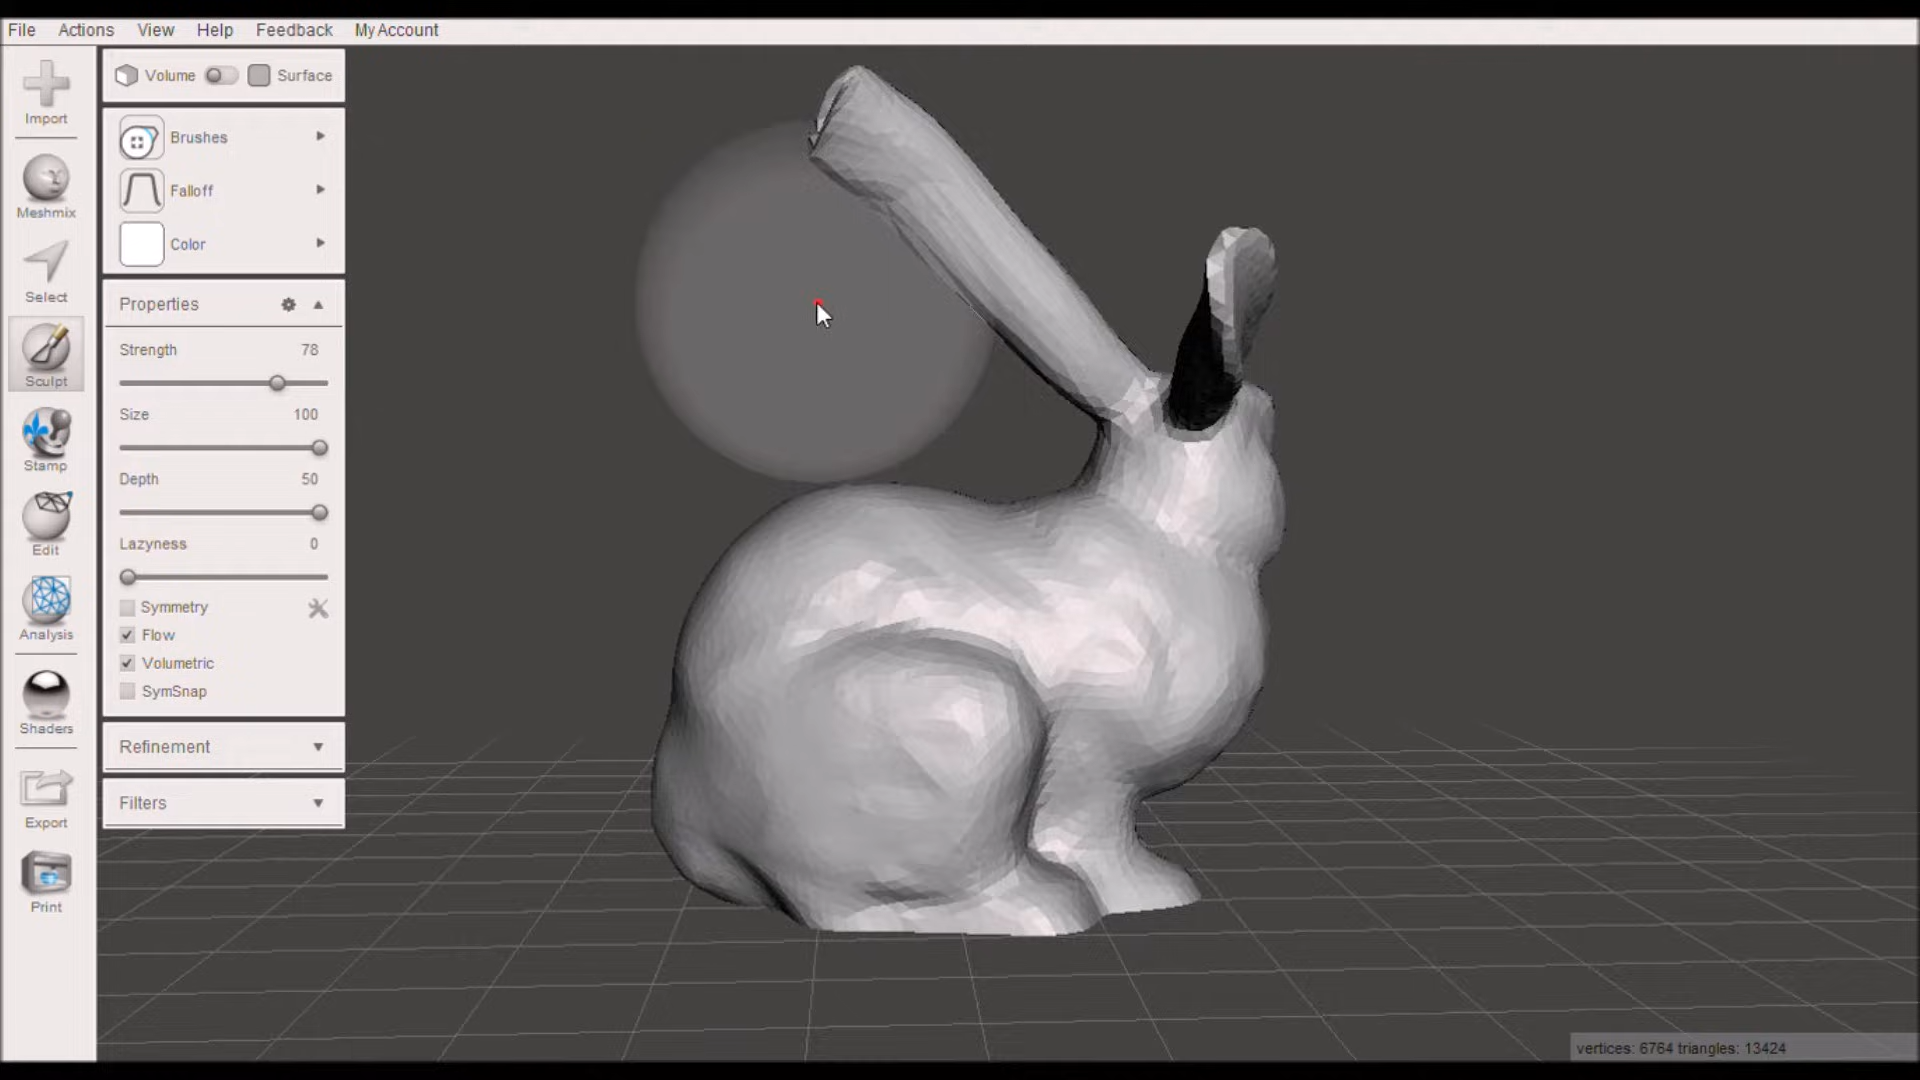 File Actions View Help Feedback My Account
Import
Meshmix
Select
Sculpt
Stamp
Edit
Analysis
Shaders
Export
Print
Volume Surface
Brushes
Falloff
Color
Properties
Strength 78
Size 100
Depth 50
Lazyness 0
Symmetry
Flow
Volumetric
SymSnap
Refinement
Filters
vertices: 6764 triangles: 13424